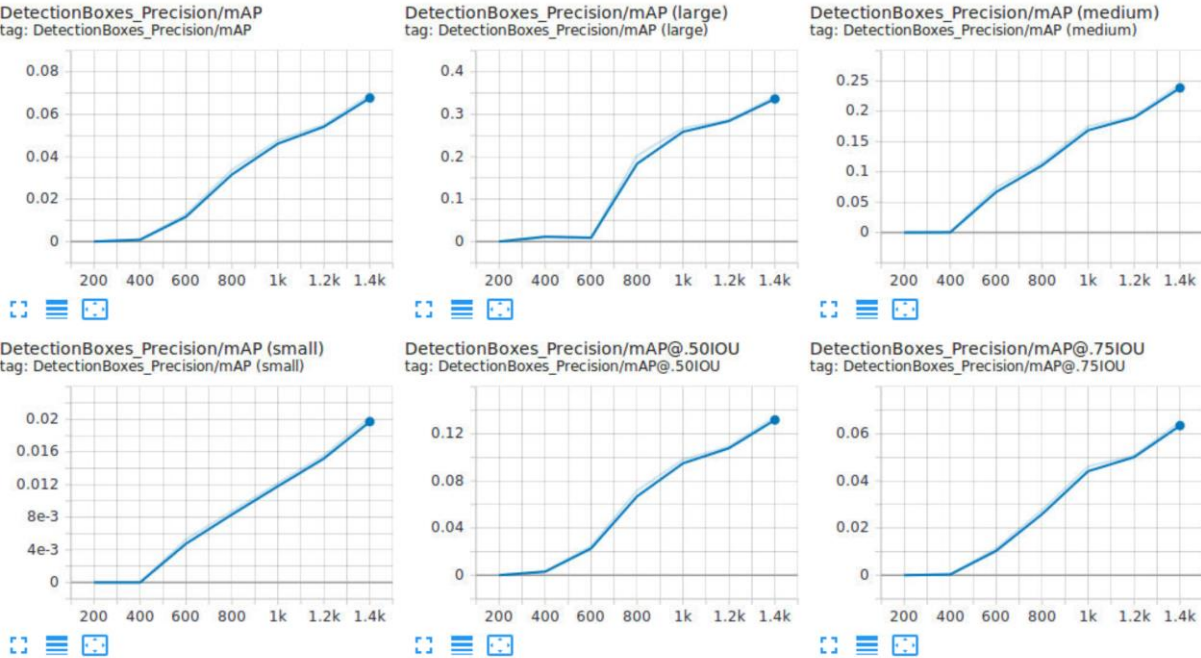 DetectionBoxes_Precision/mAP
tag: DetectionBoxes_Precision/mAP
0.08
0.06
0.04
0.02
0
200 400 600 800 1k 1.2k 1.4k
DetectionBoxes_Precision/mAP (large)
tag: DetectionBoxes_Precision/mAP (large)
0.4
0.3
0.2
0.1
0
200 400 600 800 1k 1.2k 1.4k
DetectionBoxes_Precision/mAP (medium)
tag: DetectionBoxes_Precision/mAP (medium)
0.25
0.2
0.15
0.1
0.05
0
200 400 600 800 1k 1.2k 1.4k
DetectionBoxes_Precision/mAP (small)
tag: DetectionBoxes_Precision/mAP (small)
0.02
0.016
0.012
8e-3
4e-3
0
200 400 600 800 1k 1.2k 1.4k
DetectionBoxes_Precision/mAP@.50IOU
tag: DetectionBoxes_Precision/mAP@.50IOU
0.12
0.08
0.04
0
200 400 600 800 1k 1.2k 1.4k
DetectionBoxes_Precision/mAP@.75IOU
tag: DetectionBoxes_Precision/mAP@.75IOU
0.06
0.04
0.02
0
200 400 600 800 1k 1.2k 1.4k